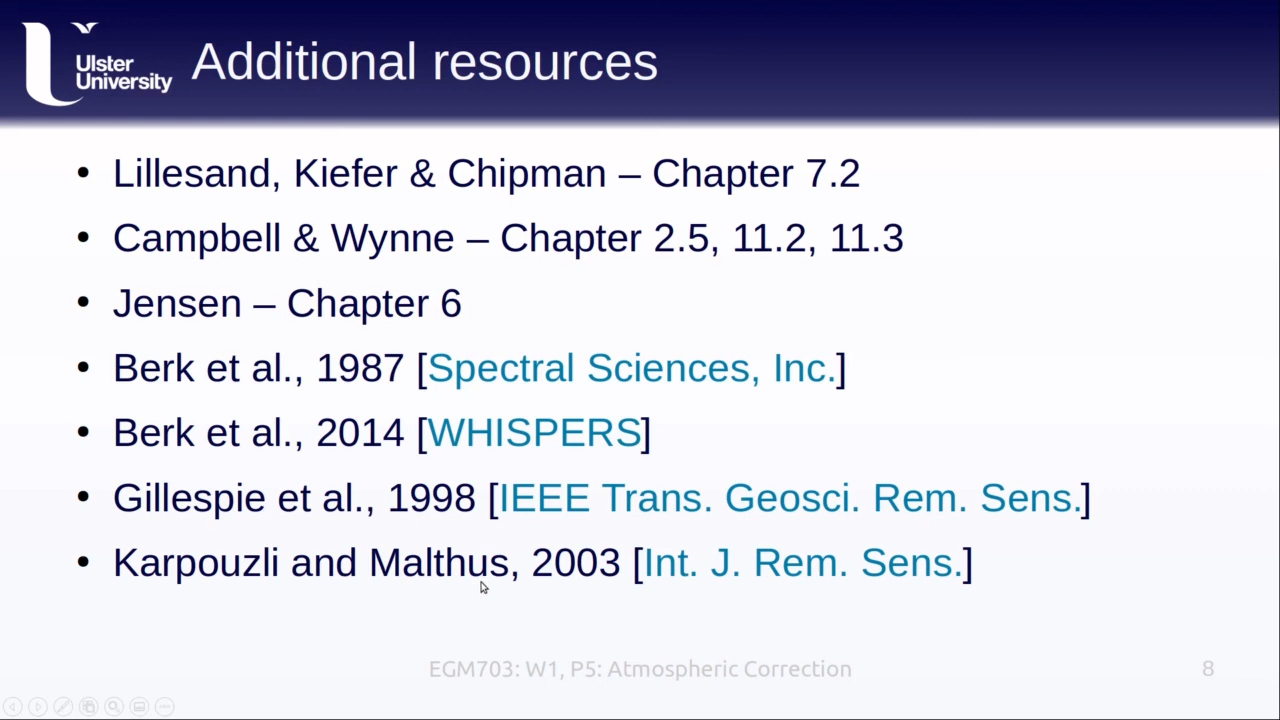 Ulster
University
Additional resources
• Lillesand, Kiefer & Chipman – Chapter 7.2
• Campbell & Wynne – Chapter 2.5, 11.2, 11.3
• Jensen – Chapter 6
• Berk et al., 1987 [Spectral Sciences, Inc.]
• Berk et al., 2014 [WHISPERS]
• Gillespie et al., 1998 [IEEE Trans. Geosci. Rem. Sens.]
• Karpouzli and Malthus, 2003 [Int. J. Rem. Sens.]
EGM703: W1, P5: Atmospheric Correction
8